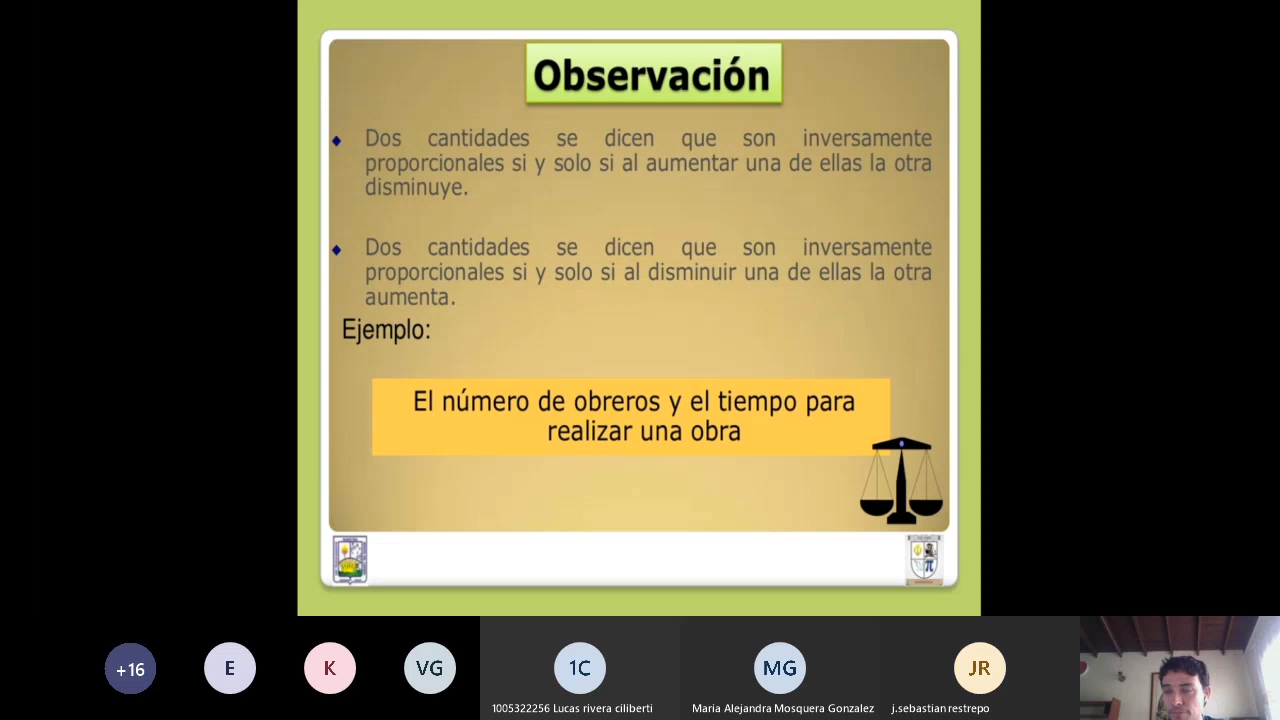 Observación
Dos cantidades se dicen que son inversamente
proporcionales si y solo si al aumentar una de ellas la otra
disminuye.
Dos cantidades se dicen que son inversamente
proporcionales si y solo si al disminuir una de ellas la otra
aumenta.
Ejemplo:
El número de obreros y el tiempo para
realizar una obra
+16
E
K
VG
1C
MG
JR
1005322256 Lucas rivera ciliberti
Maria Alejandra Mosquera Gonzalez
j.sebastian restrepo